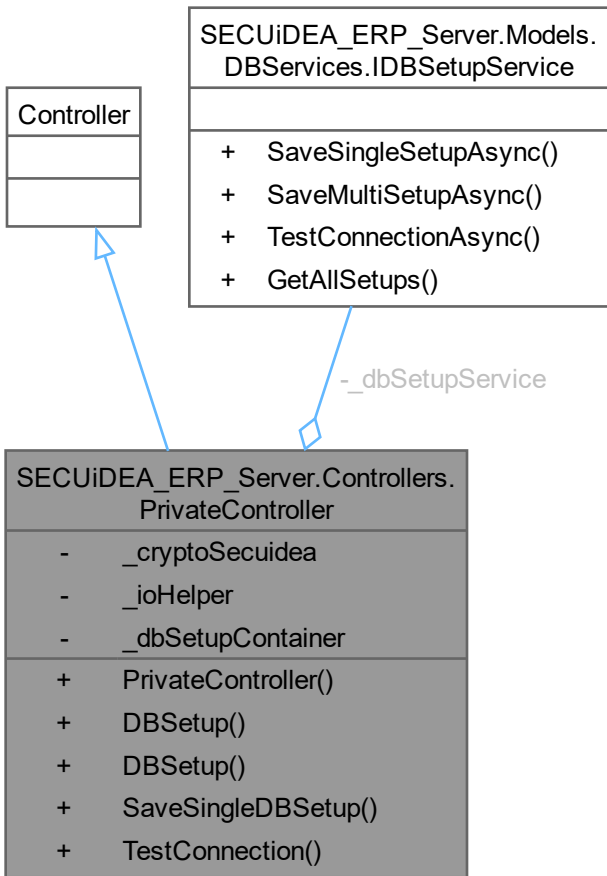 SECUiDEA_ERP_Server.Models.
DBServices.IDBSetupService
Controller
+ SaveSingleSetupAsync()
+ SaveMultiSetupAsync()
+ TestConnectionAsync()
+ GetAllSetups()
-_dbSetupService
SECUiDEA_ERP_Server.Controllers.
PrivateController
- _cryptoSecuidea
- _ioHelper
- _dbSetupContainer
+ PrivateController()
+ DBSetup()
+ DBSetup()
+ SaveSingleDBSetup()
+ TestConnection()